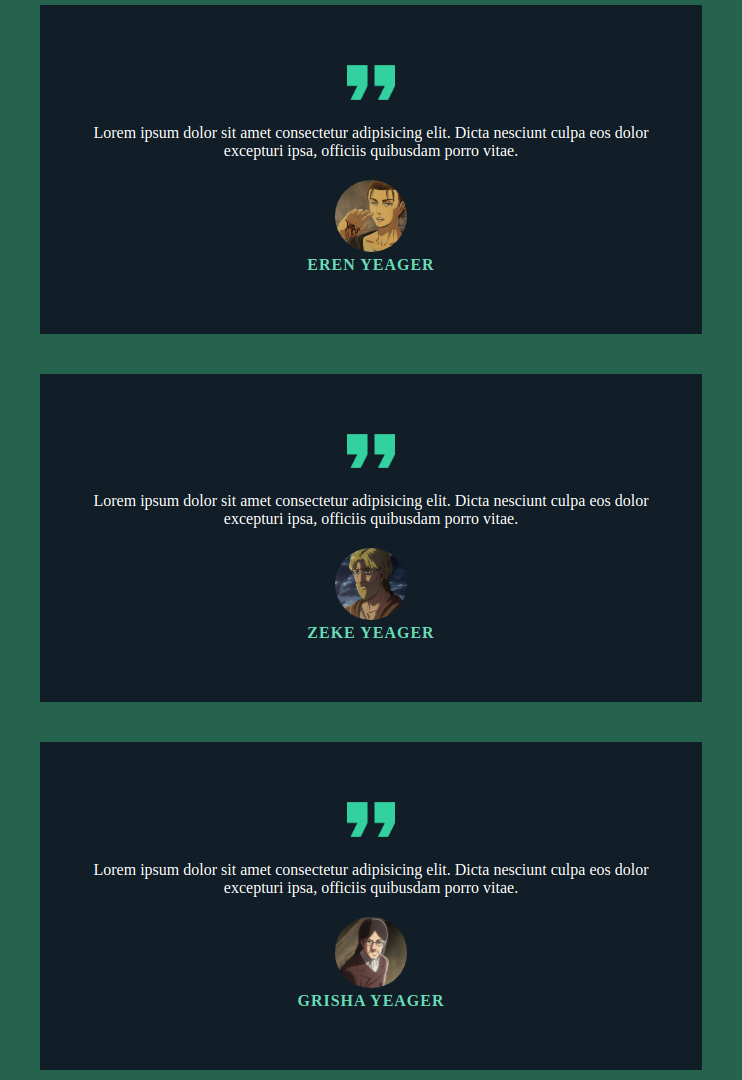 Lorem ipsum dolor sit amet consectetur adipisicing elit. Dicta nesciunt culpa eos dolor
excepturi ipsa, officiis quibusdam porro vitae.
EREN YEAGER
Lorem ipsum dolor sit amet consectetur adipisicing elit. Dicta nesciunt culpa eos dolor
excepturi ipsa, officiis quibusdam porro vitae.
ZEKE YEAGER
Lorem ipsum dolor sit amet consectetur adipisicing elit. Dicta nesciunt culpa eos dolor
excepturi ipsa, officiis quibusdam porro vitae.
GRISHA YEAGER